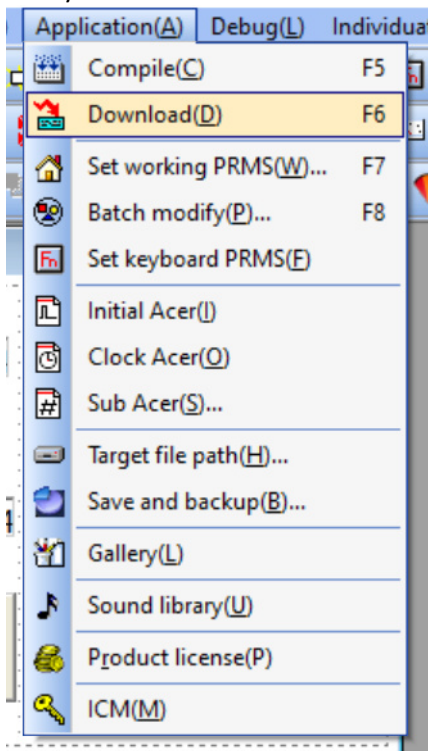 Application(A) Debug(L) Individua
Compile(C) F5
Download(D) F6
Set working PRMS(W)... F7
Batch modify(P)... F8
Fn Set keyboard PRMS(F)
Initial Acer(I)
Clock Acer(O)
# Sub Acer(S)...
Target file path(H)...
Save and backup(B)...
Gallery(L)
Sound library(U)
Product license(P)
ICM(M)